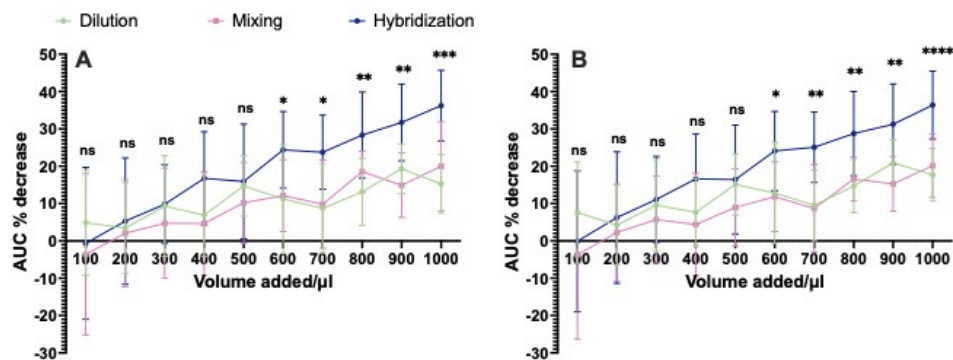 Dilution Mixing Hybridization
A
AUC % decrease
50
40
30
20
10
0
-10
-20
-30
ns ns ns ns ns * * ** ** ***
100 200 300 400 500 600 700 800 900 1000
Volume added/µl
B
AUC % decrease
50
40
30
20
10
0
-10
-20
-30
ns ns ns ns ns * ** ** ** ****
100 200 300 400 500 600 700 800 900 1000
Volume added/µl